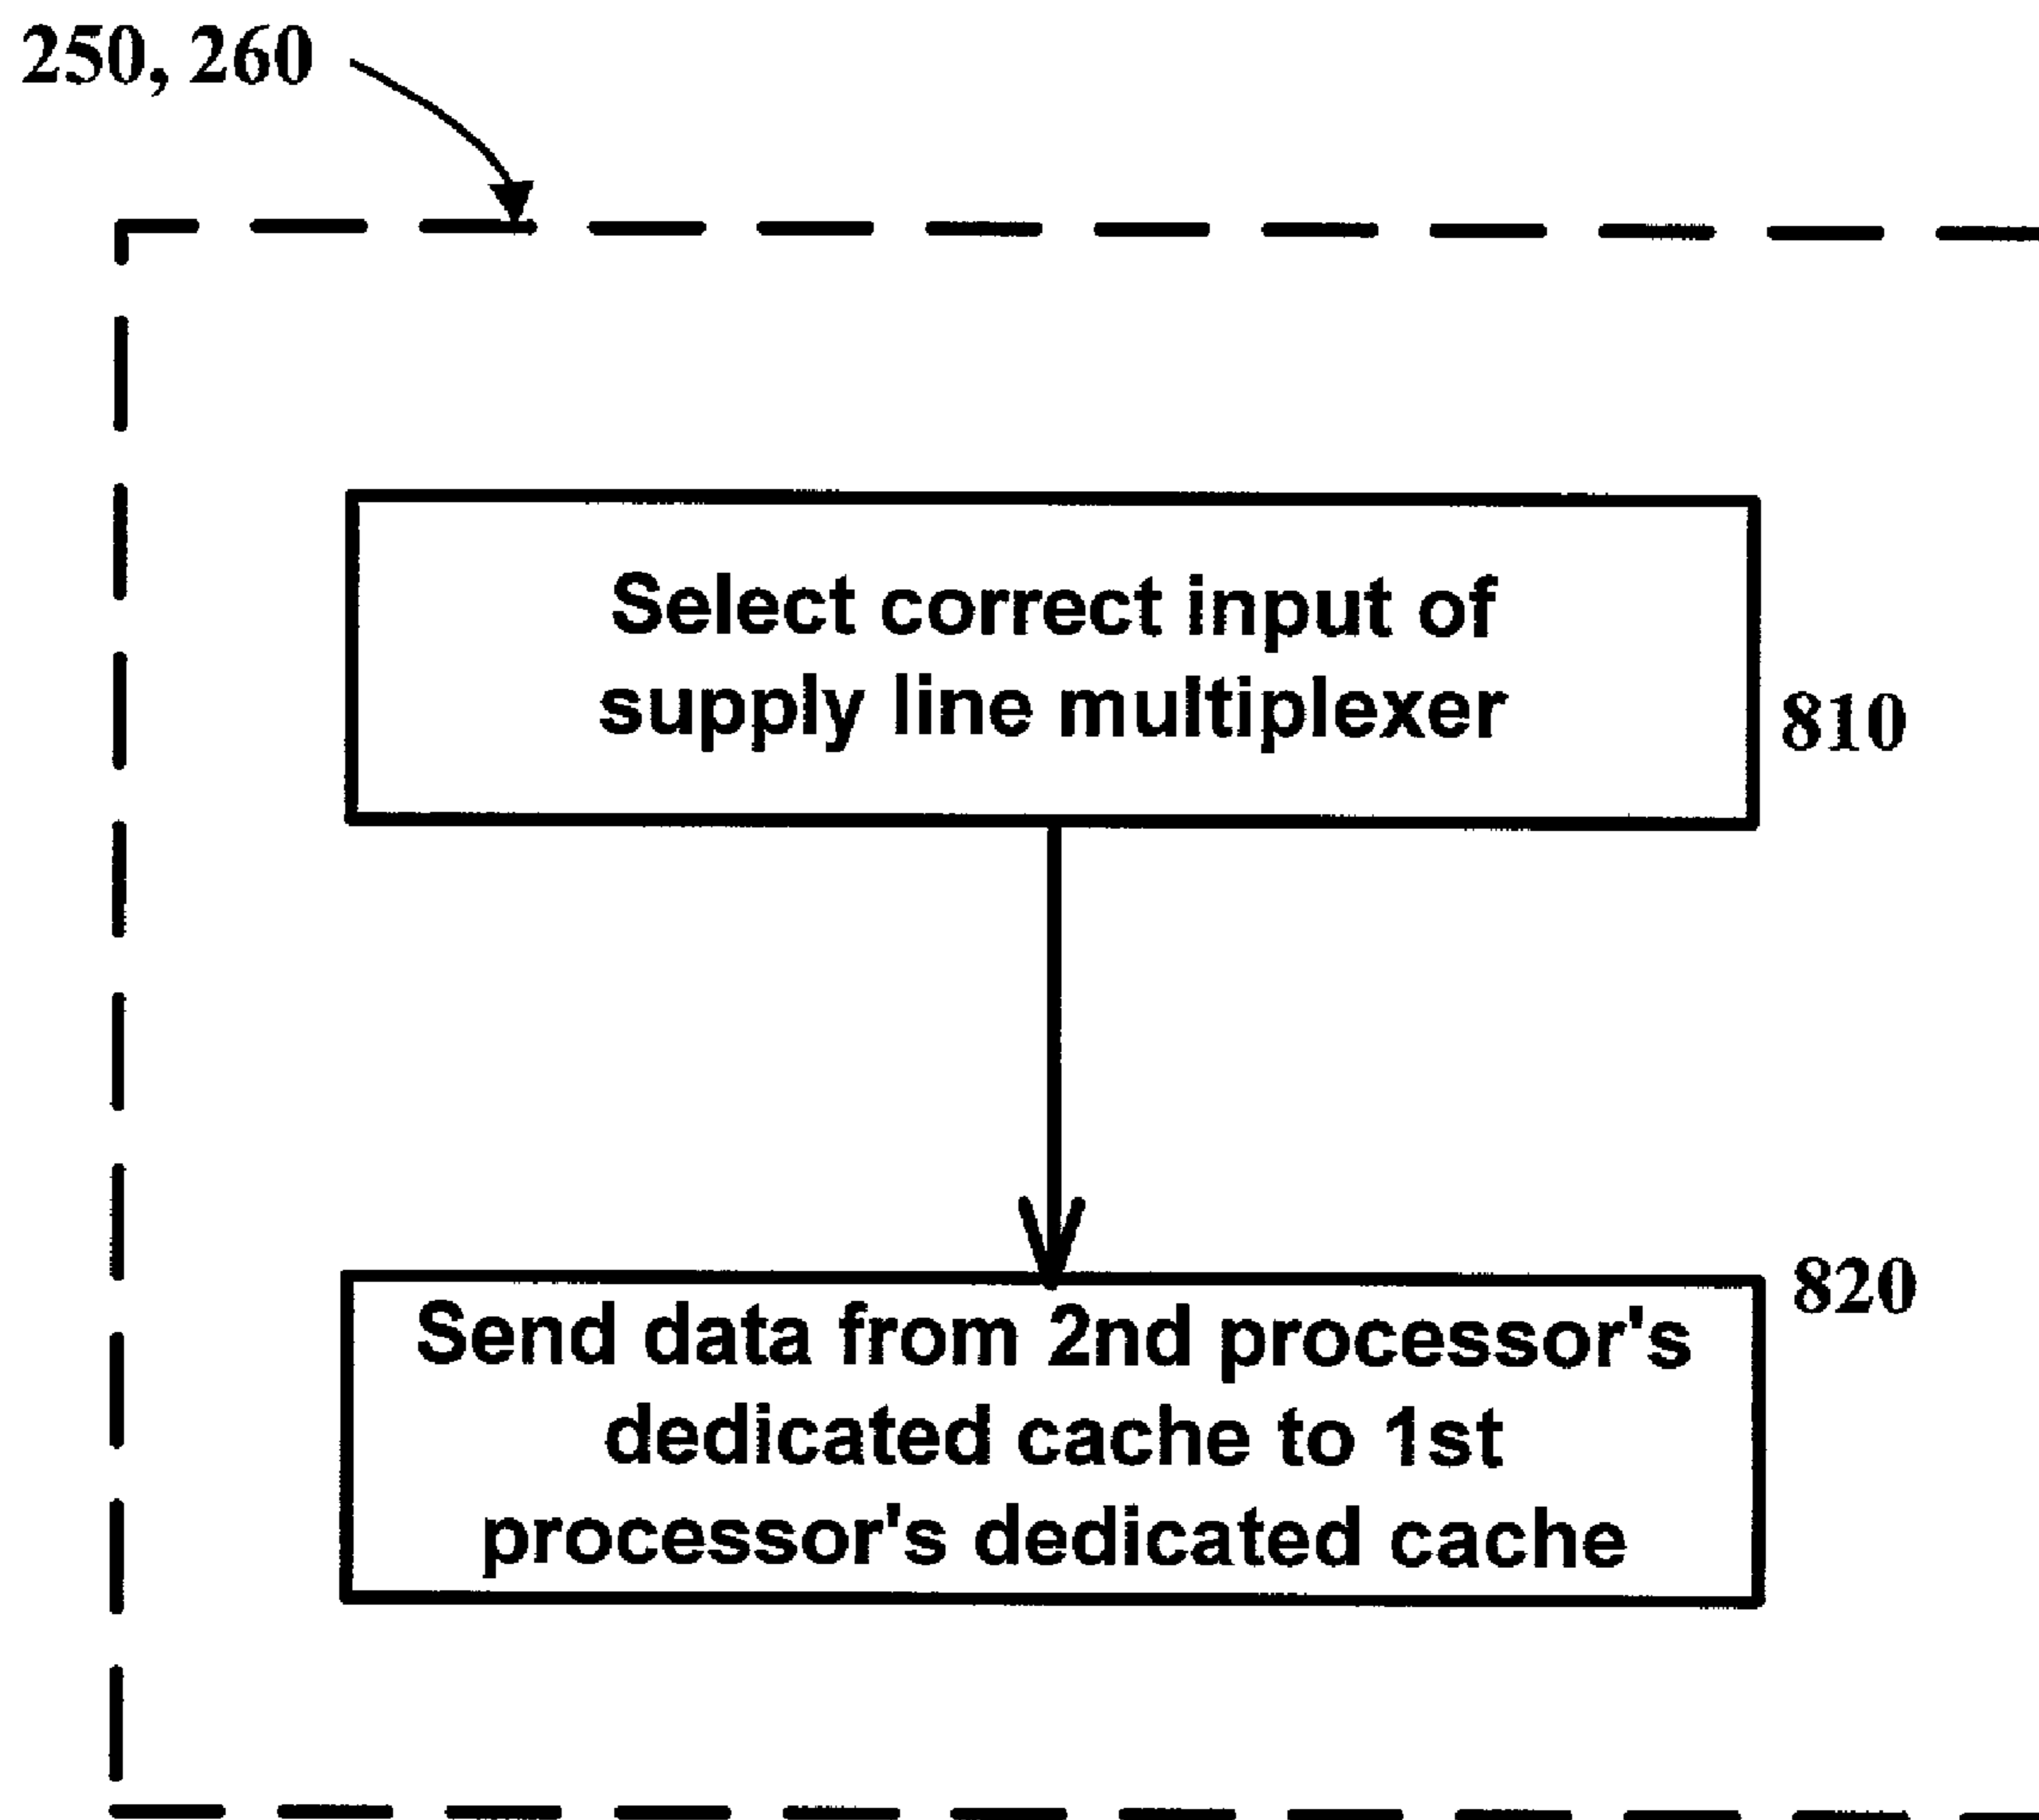 250, 260
Select correct input of
supply line multiplexer
810
820
Send data from 2nd processor's
dedicated cache to 1st
processor's dedicated cache